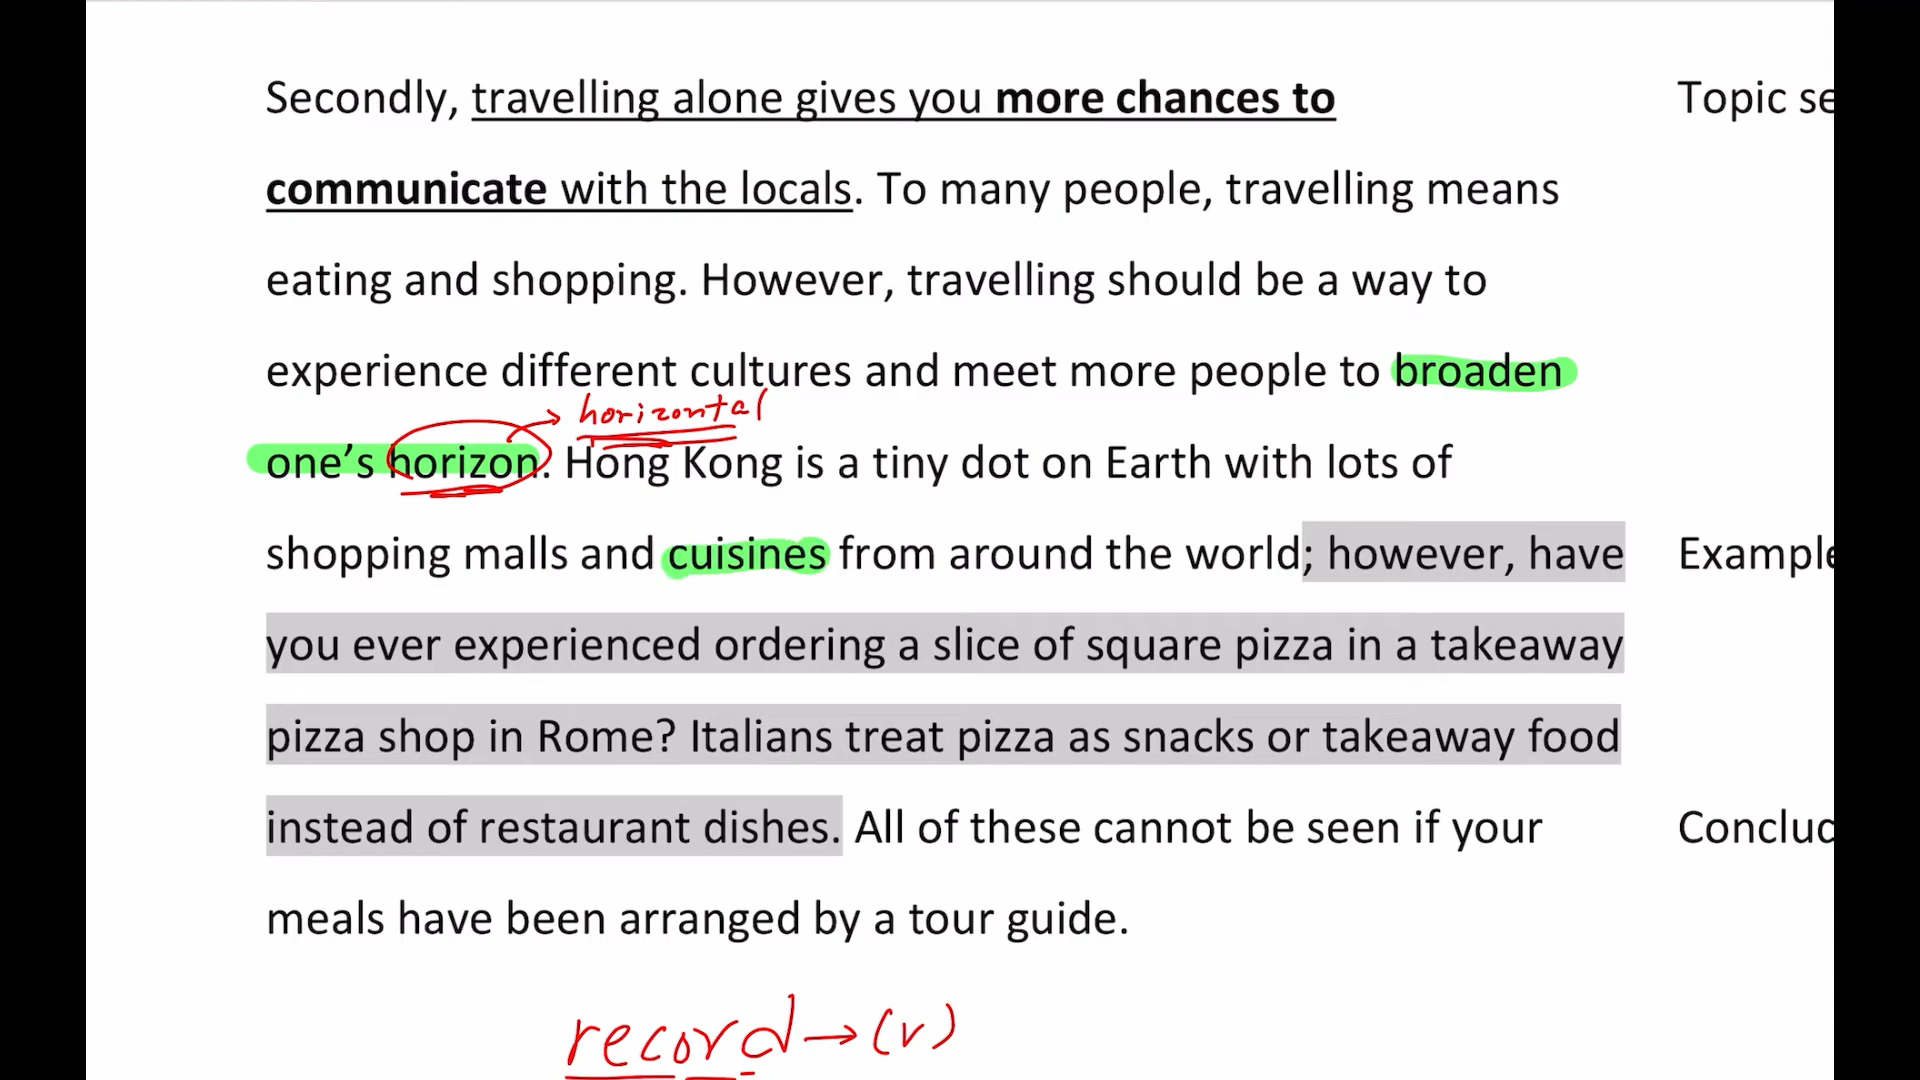 Secondly, travelling alone gives you more chances to
Topic se
communicate with the locals. To many people, travelling means
eating and shopping. However, travelling should be a way to
experience different cultures and meet more people to broaden
horizontal
one’s horizon. Hong Kong is a tiny dot on Earth with lots of
shopping malls and cuisines from around the world; however, have
Example
you ever experienced ordering a slice of square pizza in a takeaway
pizza shop in Rome? Italians treat pizza as snacks or takeaway food
instead of restaurant dishes. All of these cannot be seen if your
Conclud
meals have been arranged by a tour guide.
record → (v)